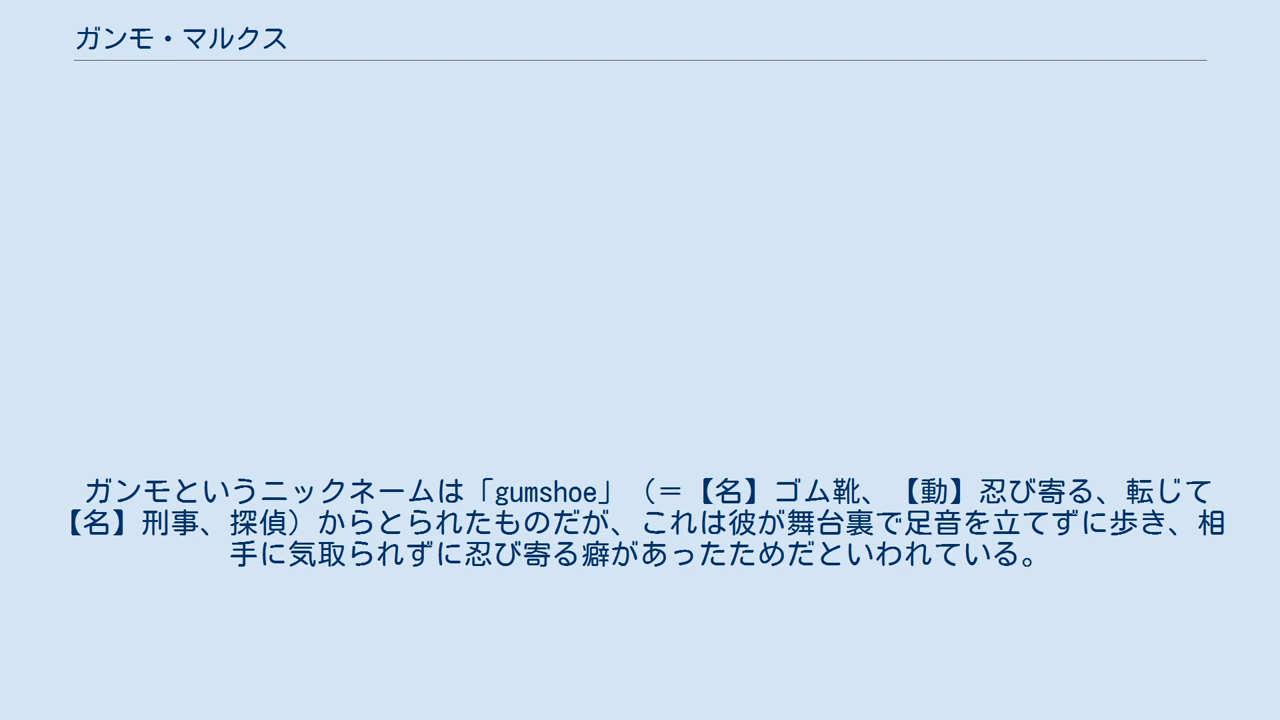 ガンモ・マルクス
ガンモというニックネームは「gumshoe」（＝【名】ゴム靴、【動】忍び寄る、転じて
【名】刑事、探偵）からとられたものだが、これは彼が舞台裏で足音を立てずに歩き、相
手に気取られずに忍び寄る癖があったためだといわれている。